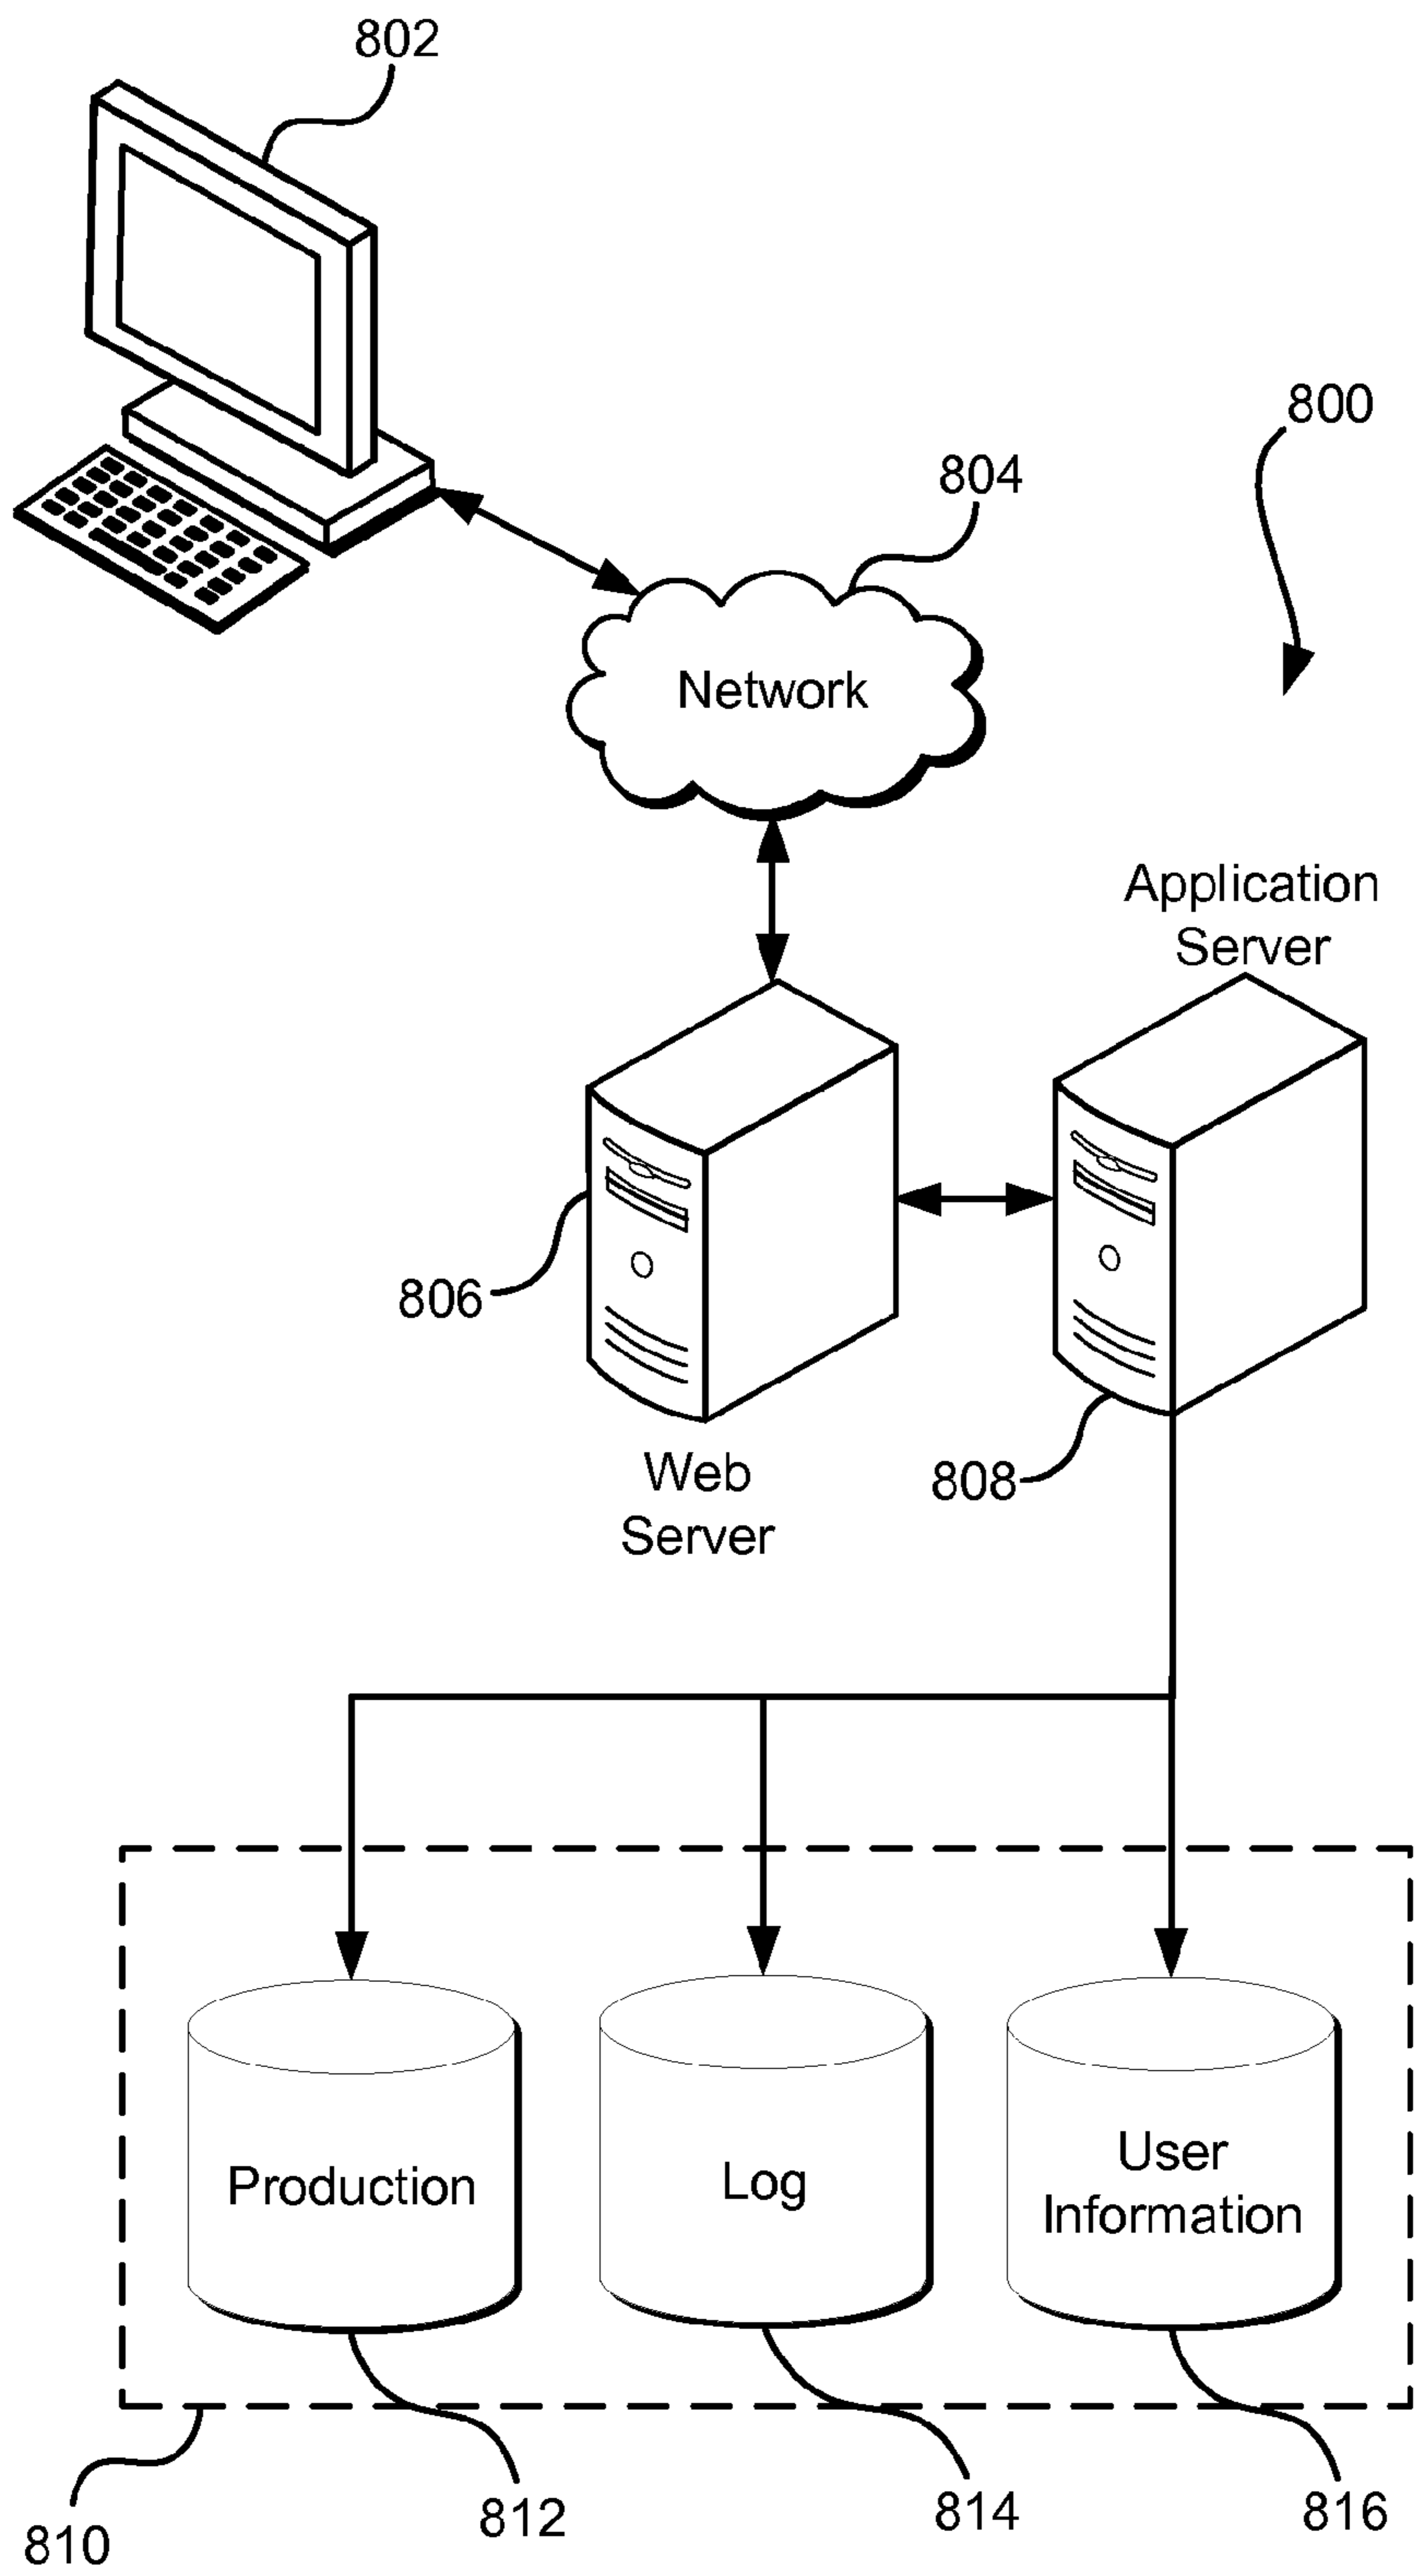 802
800
804
Network
Application
Server
806
Web
Server
808
Production
Log
User
Information
810
812
814
816